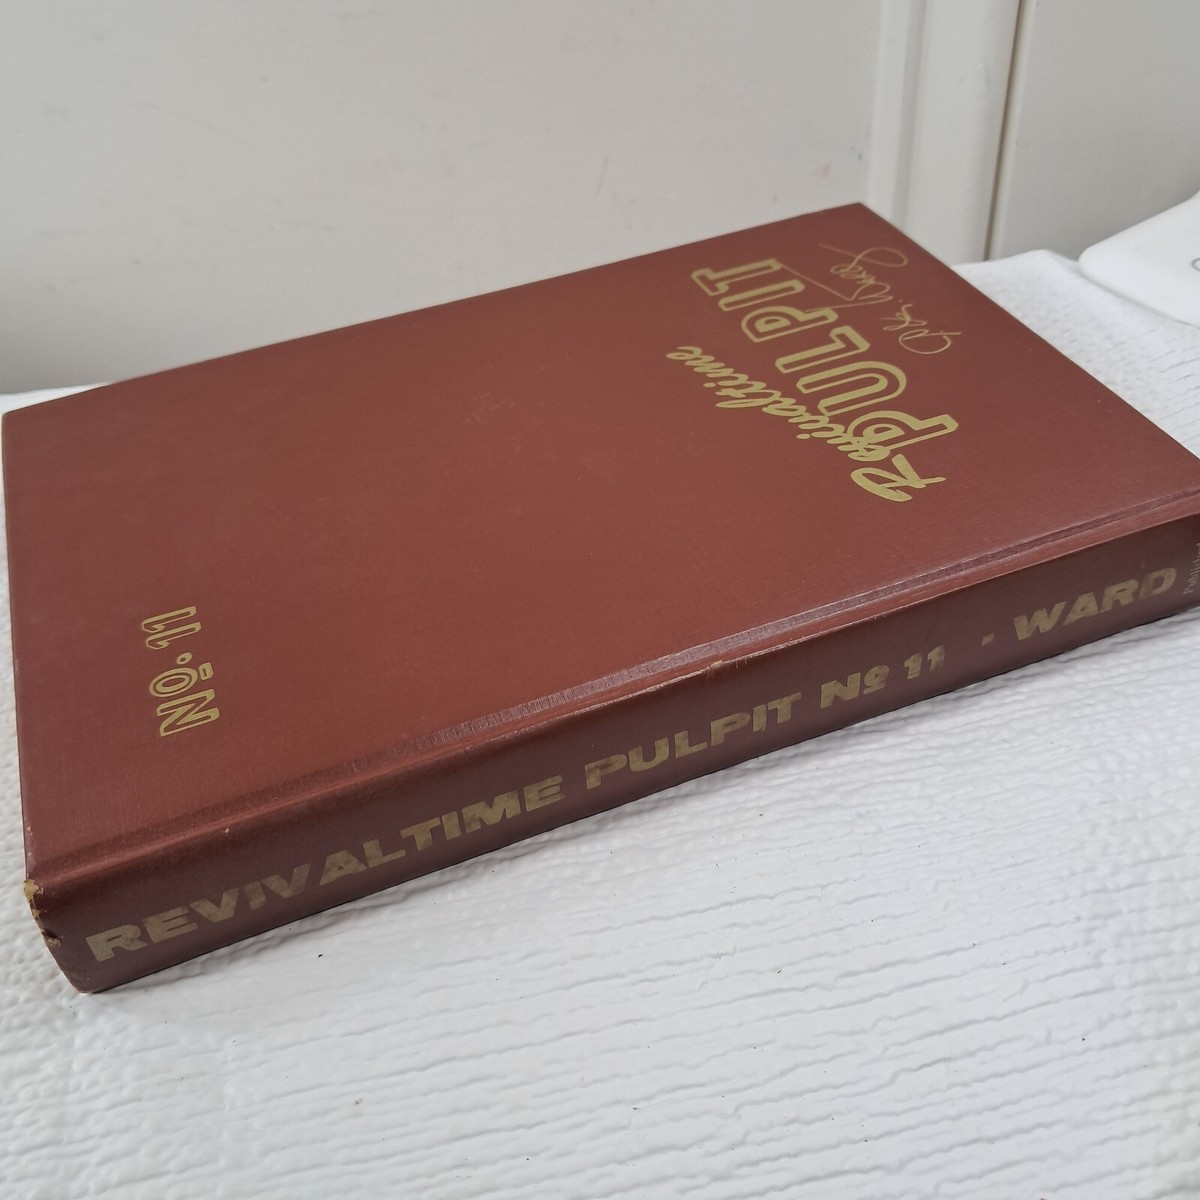 Revivaltime
PULPIT
No. 11
REVIVALTIME PULPIT No 11 - WARD